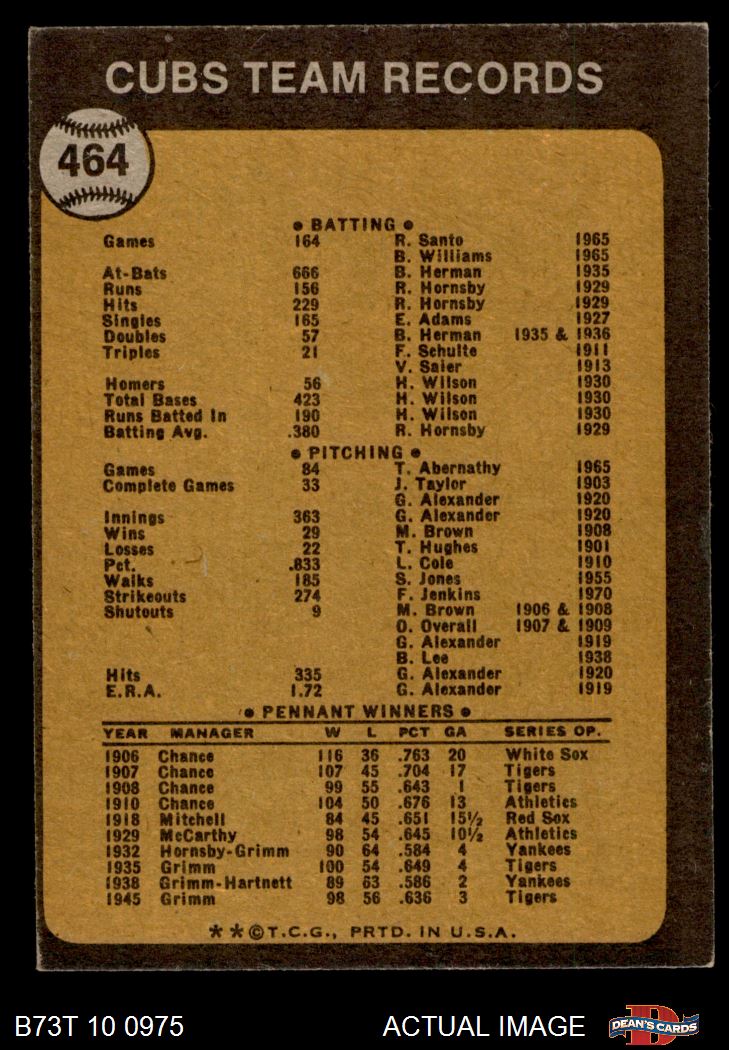 CUBS TEAM RECORDS
464
● BATTING ●
Games 164 R. Santo 1965
B. Williams 1965
At-Bats 666 B. Herman 1935
Runs 156 R. Hornsby 1929
Hits 229 R. Hornsby 1929
Singles 165 E. Adams 1927
Doubles 57 B. Herman 1935 & 1936
Triples 21 F. Schulte 1911
V. Saier 1913
Homers 56 H. Wilson 1930
Total Bases 423 H. Wilson 1930
Runs Batted In 190 H. Wilson 1930
Batting Avg. .380 R. Hornsby 1929
● PITCHING ●
Games 84 T. Abernathy 1965
Complete Games 33 J. Taylor 1903
G. Alexander 1920
Innings 363 G. Alexander 1920
Wins 29 M. Brown 1908
Losses 22 T. Hughes 1901
Pct. .833 L. Cole 1910
Walks 185 S. Jones 1955
Strikeouts 274 F. Jenkins 1970
Shutouts 9 M. Brown 1906 & 1908
O. Overall 1907 & 1909
G. Alexander 1919
B. Lee 1938
Hits 335 G. Alexander 1920
E.R.A. 1.72 G. Alexander 1919
● PENNANT WINNERS ●
YEAR MANAGER W L PCT GA SERIES OP.
1906 Chance 116 36 .763 20 White Sox
1907 Chance 107 45 .704 17 Tigers
1908 Chance 99 55 .643 1 Tigers
1910 Chance 104 50 .676 13 Athletics
1918 Mitchell 84 45 .651 15½ Red Sox
1929 McCarthy 98 54 .645 10½ Athletics
1932 Hornsby-Grimm 90 64 .584 4 Yankees
1935 Grimm 100 54 .649 4 Tigers
1938 Grimm-Hartnett 89 63 .586 2 Yankees
1945 Grimm 98 56 .636 3 Tigers
★★©T.C.G., PRTD. IN U.S.A.
B73T 10 0975 ACTUAL IMAGE D DEAN'S CARDS